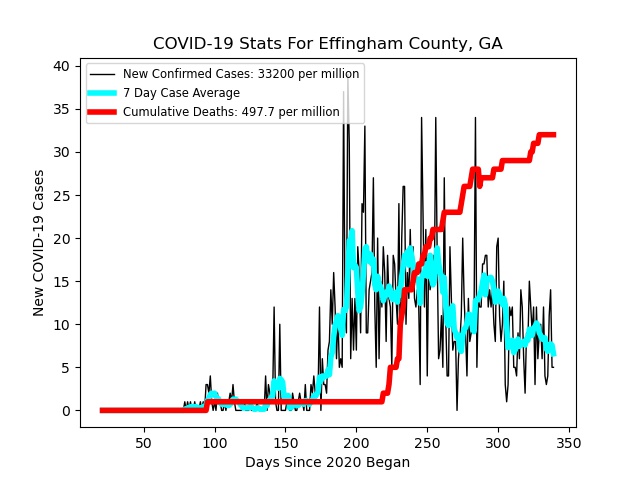 COVID-19 Stats For Effingham County, GA
New Confirmed Cases: 33200 per million
7 Day Case Average
Cumulative Deaths: 497.7 per million
40
35
30
25
20
15
10
5
0
New COVID-19 Cases
50 100 150 200 250 300 350
Days Since 2020 Began